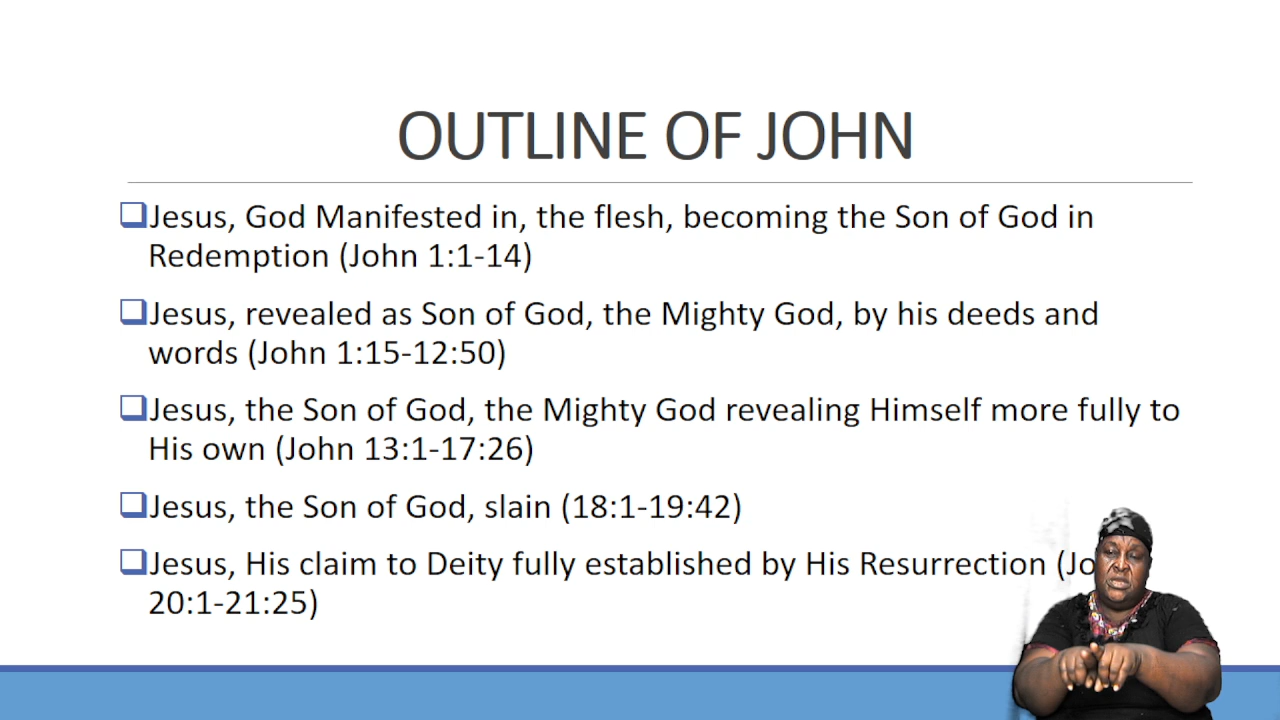 OUTLINE OF JOHN
Jesus, God Manifested in, the flesh, becoming the Son of God in
Redemption (John 1:1-14)
Jesus, revealed as Son of God, the Mighty God, by his deeds and
words (John 1:15-12:50)
Jesus, the Son of God, the Mighty God revealing Himself more fully to
His own (John 13:1-17:26)
Jesus, the Son of God, slain (18:1-19:42)
Jesus, His claim to Deity fully established by His Resurrection
20:1-21:25)